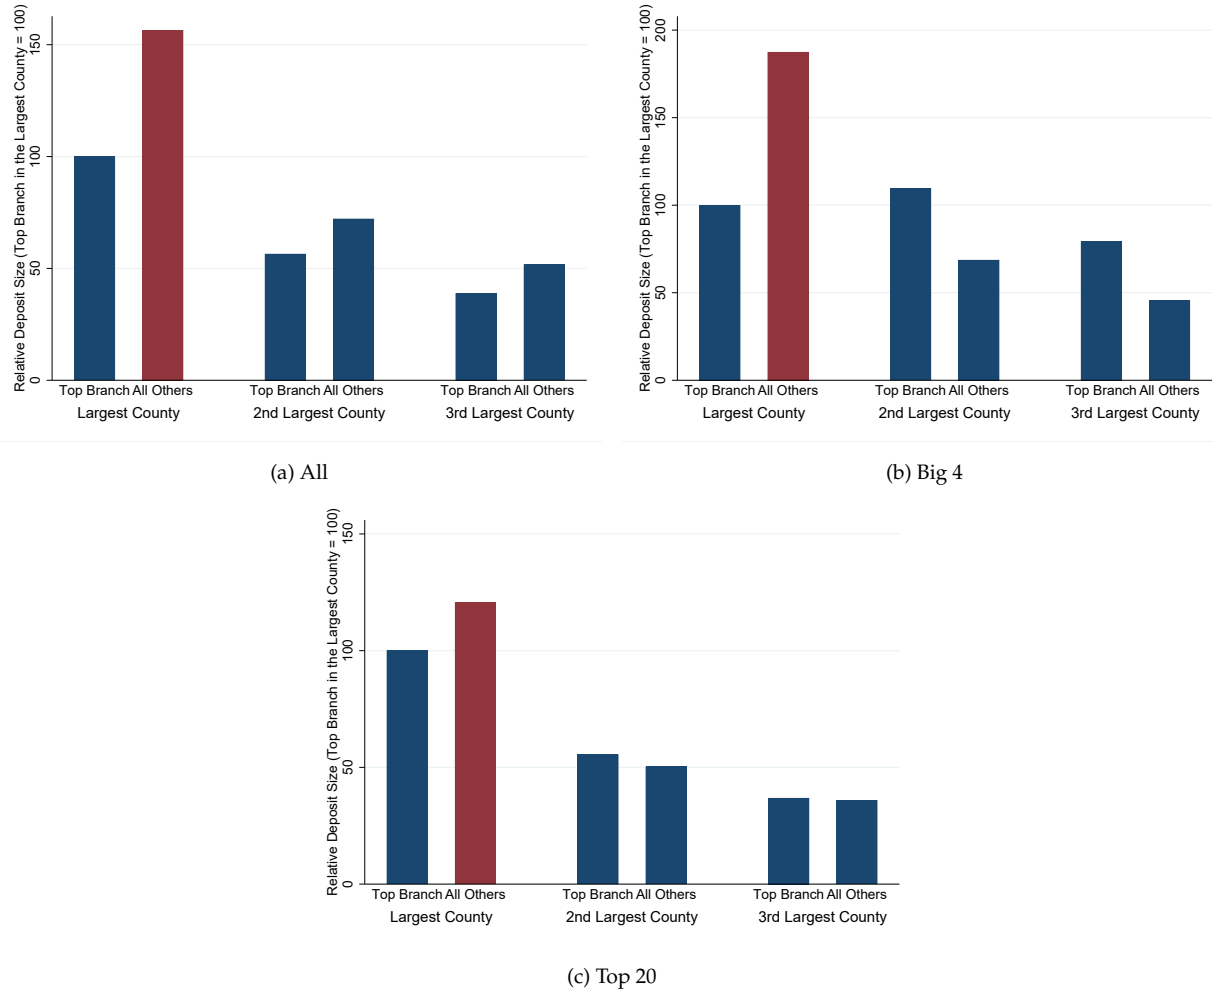 Relative Deposit Size (Top Branch in the Largest County = 100)
150
100
50
0
Top Branch All Others Top Branch All Others Top Branch All Others
Largest County 2nd Largest County 3rd Largest County
(a) All
Relative Deposit Size (Top Branch in the Largest County = 100)
200
150
100
50
0
Top Branch All Others Top Branch All Others Top Branch All Others
Largest County 2nd Largest County 3rd Largest County
(b) Big 4
Relative Deposit Size (Top Branch in the Largest County = 100)
150
100
50
0
Top Branch All Others Top Branch All Others Top Branch All Others
Largest County 2nd Largest County 3rd Largest County
(c) Top 20